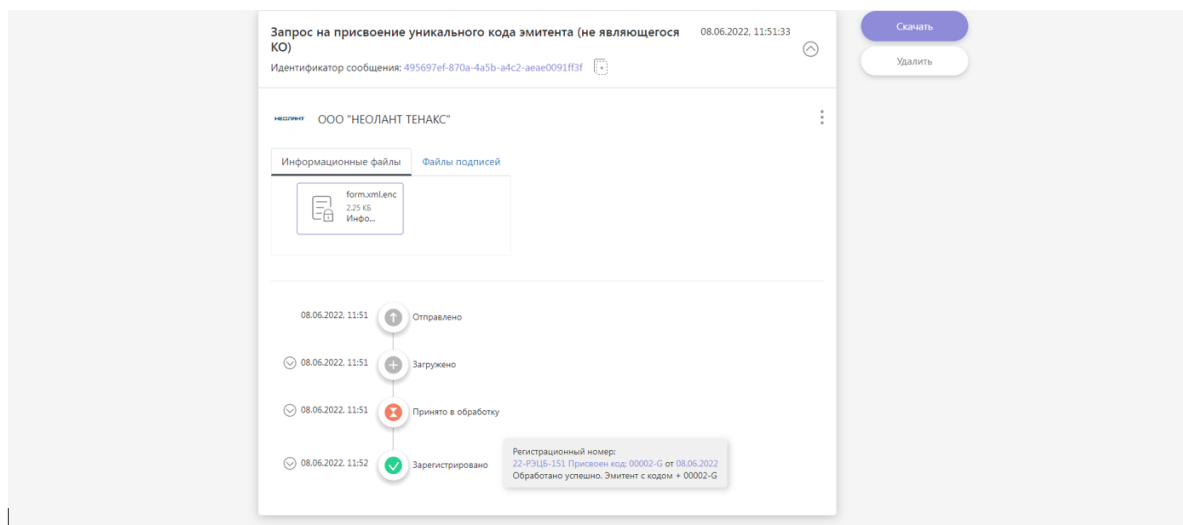 Запрос на присвоение уникального кода эмитента (не являющегося
КО)
08.06.2022, 11:51:33
Идентификатор сообщения: 495697ef-870a-4a5b-a4c2-aeae0091ff3f
Скачать
Удалить
НЕОЛАНТ ООО "НЕОЛАНТ ТЕНАКС"
Информационные файлы Файлы подписей
form.xml.enc
2.25 КБ
Инфо...
08.06.2022, 11:51 Отправлено
08.06.2022, 11:51 Загружено
08.06.2022, 11:51 Принято в обработку
08.06.2022, 11:52 Зарегистрировано
Регистрационный номер:
22-РЭЦБ-151 Присвоен код: 00002-G от 08.06.2022
Обработано успешно. Эмитент с кодом + 00002-G